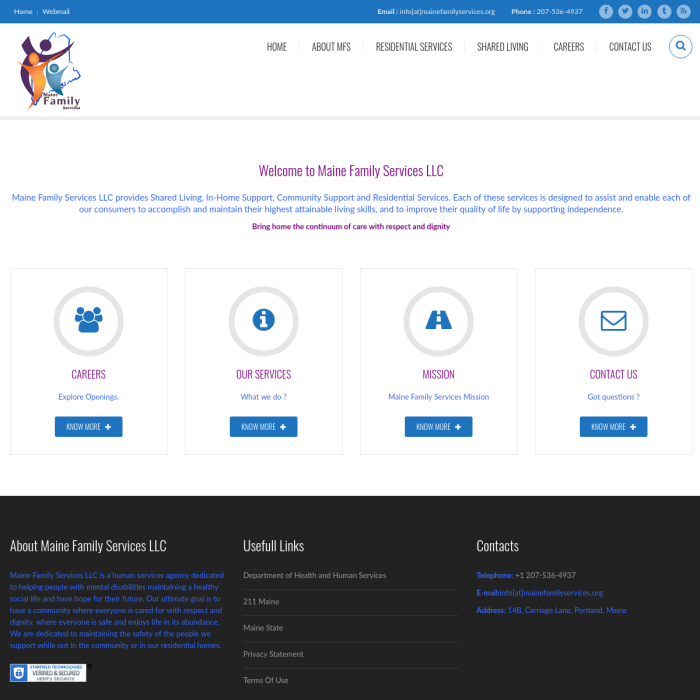 Home | Webmail
Email : info[at]mainefamilyservices.org Phone : 207-536-4937
Maine
Family
Services
HOME ABOUT MFS RESIDENTIAL SERVICES SHARED LIVING CAREERS CONTACT US
Welcome to Maine Family Services LLC
Maine Family Services LLC provides Shared Living, In-Home Support, Community Support and Residential Services. Each of these services is designed to assist and enable each of
our consumers to accomplish and maintain their highest attainable living skills, and to improve their quality of life by supporting independence.
Bring home the continuum of care with respect and dignity
CAREERS
Explore Openings.
KNOW MORE +
OUR SERVICES
What we do ?
KNOW MORE +
MISSION
Maine Family Services Mission
KNOW MORE +
CONTACT US
Got questions ?
KNOW MORE +
About Maine Family Services LLC
Maine Family Services LLC is a human services agency dedicated
to helping people with mental disabilities maintaining a healthy
social life and have hope for their future. Our ultimate goal is to
have a community where everyone is cared for with respect and
dignity, where everyone is safe and enjoys life in its abundance.
We are dedicated to maintaining the safety of the people we
support while out in the community or in our residential homes.
STARFIELD TECHNOLOGIES
VERIFIED & SECURED
VERIFY SECURITY
Usefull Links
Department of Health and Human Services
211 Maine
Maine State
Privacy Statement
Terms Of Use
Contacts
Telephone: +1 207-536-4937
E-mail:info[at]mainefamilyservices.org
Address: 14B, Carriage Lane, Portland, Maine